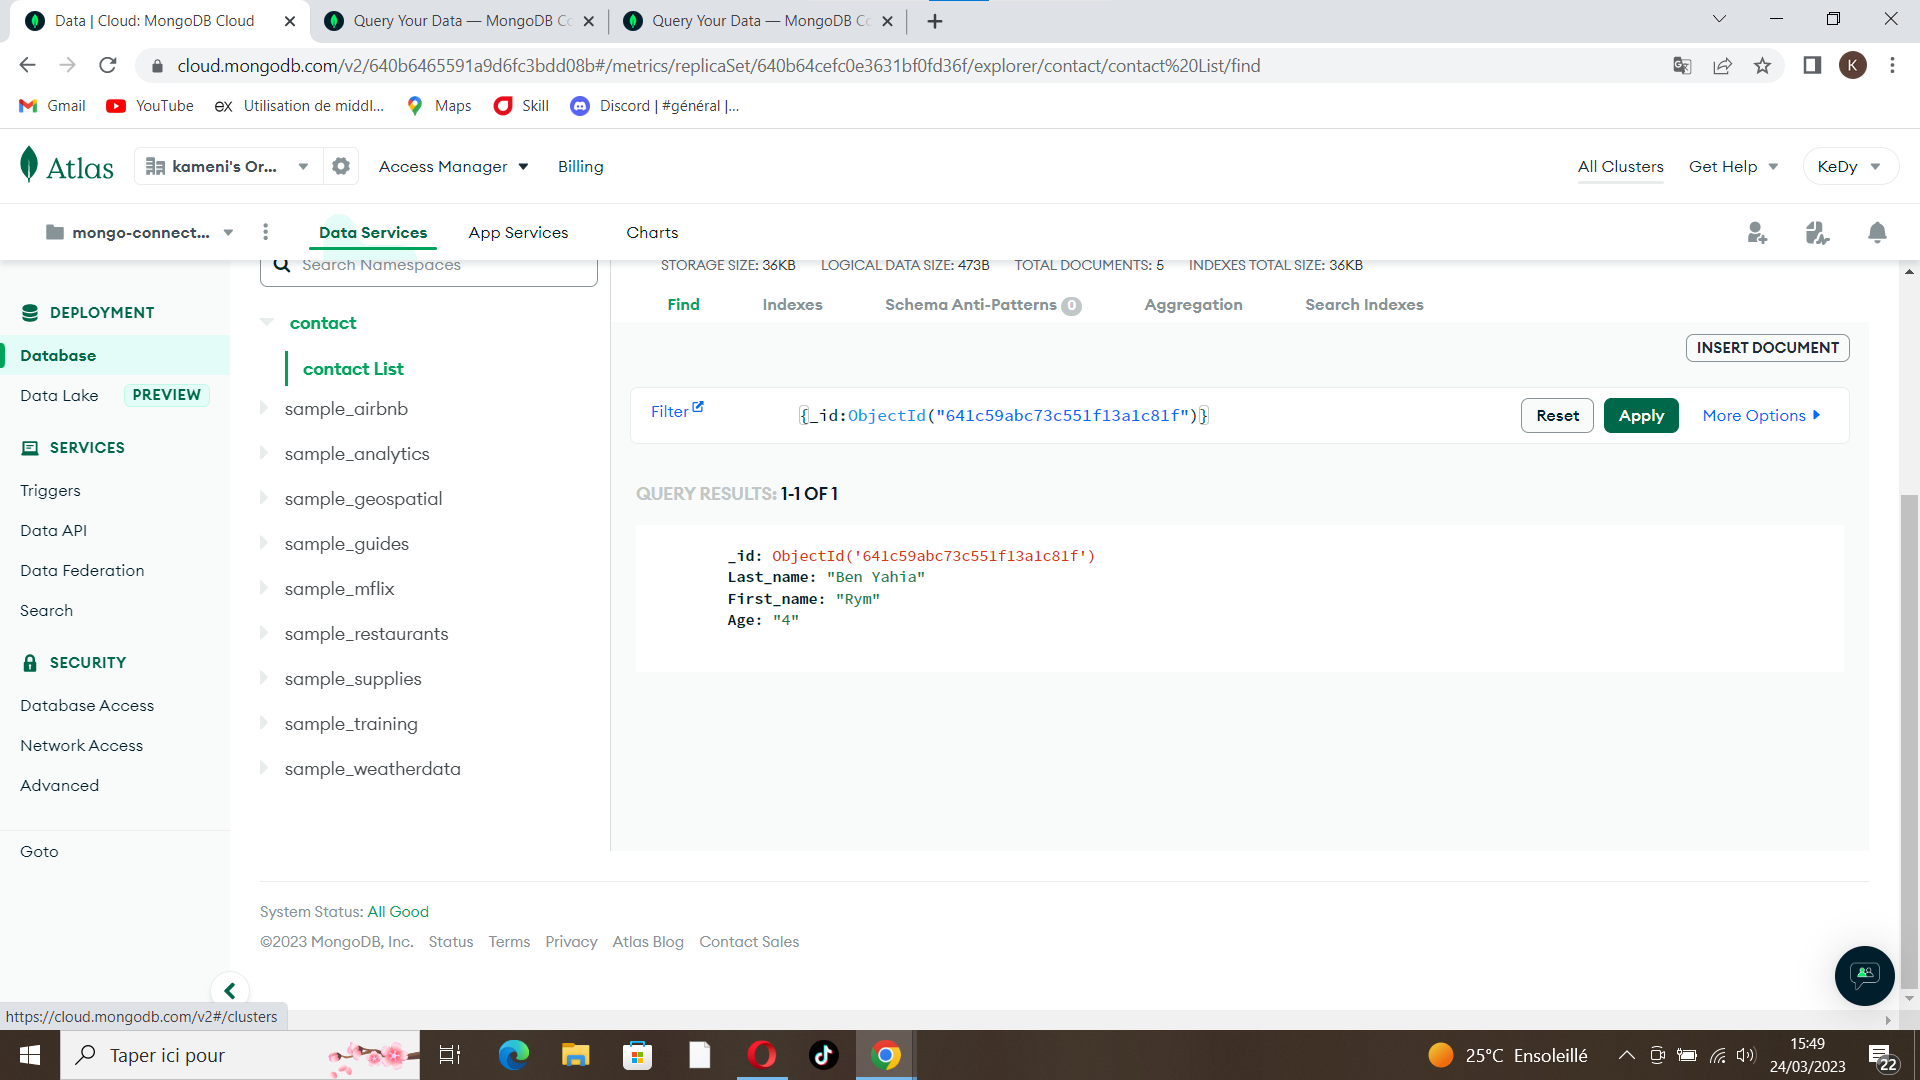 Data | Cloud: MongoDB Cloud
Query Your Data — MongoDB Cc
Query Your Data — MongoDB Cc
cloud.mongodb.com/v2/640b6465591a9d6fc3bdd08b#/metrics/replicaSet/640b64cefc0e3631bf0fd36f/explorer/contact/contact%20List/find
K
Gmail
YouTube
ex Utilisation de middl...
Maps
Skill
Discord | #général |...
Atlas
kameni's Or...
Access Manager
Billing
All Clusters
Get Help
KeDy
mongo-connect...
Data Services
App Services
Charts
DEPLOYMENT
Database
Data Lake
PREVIEW
SERVICES
Triggers
Data API
Data Federation
Search
SECURITY
Database Access
Network Access
Advanced
Goto
Search Namespaces
contact
contact List
sample_airbnb
sample_analytics
sample_geospatial
sample_guides
sample_mflix
sample_restaurants
sample_supplies
sample_training
sample_weatherdata
STORAGE SIZE: 36KB LOGICAL DATA SIZE: 473B TOTAL DOCUMENTS: 5 INDEXES TOTAL SIZE: 36KB
Find
Indexes
Schema Anti-Patterns 0
Aggregation
Search Indexes
INSERT DOCUMENT
Filter
{_id:ObjectId("641c59abc73c551f13a1c81f")}
Reset
Apply
More Options
QUERY RESULTS: 1-1 OF 1
_id: ObjectId('641c59abc73c551f13a1c81f')
Last_name: "Ben Yahia"
First_name: "Rym"
Age: "4"
System Status: All Good
©2023 MongoDB, Inc. Status Terms Privacy Atlas Blog Contact Sales
https://cloud.mongodb.com/v2#/clusters
Taper ici pour
25°C Ensoleillé
15:49
24/03/2023
22